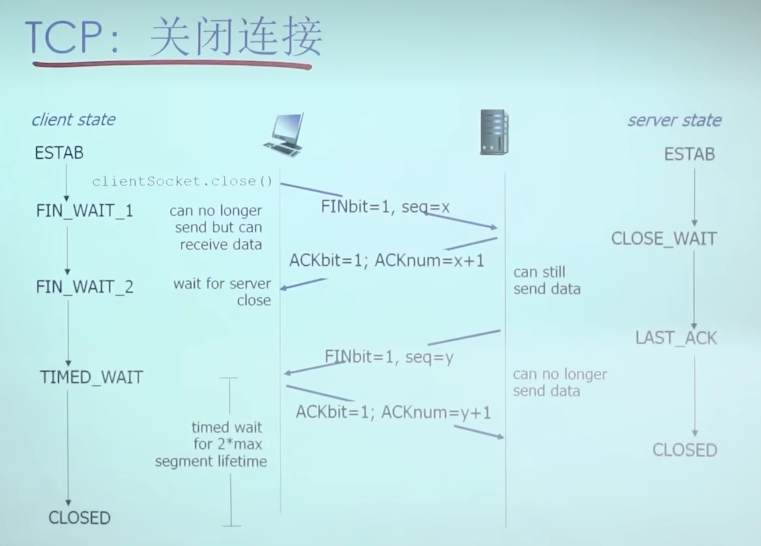 TCP: 关闭连接
client state
server state
ESTAB
ESTAB
clientSocket.close()
FINbit=1, seq=x
FIN_WAIT_1
can no longer
send but can
receive data
CLOSE_WAIT
ACKbit=1; ACKnum=x+1
FIN_WAIT_2
wait for server
close
can still
send data
LAST_ACK
FINbit=1, seq=y
TIMED_WAIT
can no longer
send data
ACKbit=1; ACKnum=y+1
timed wait
for 2*max
segment lifetime
CLOSED
CLOSED